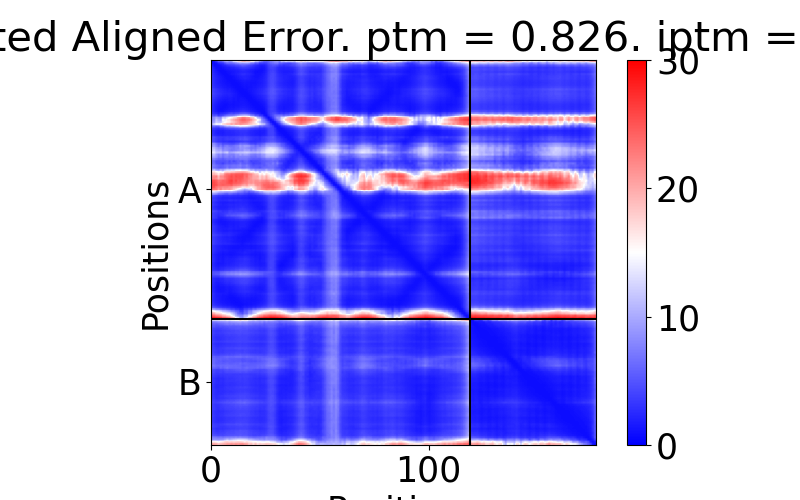 ted Aligned Error. ptm = 0.826. iptm =
30
20
10
0
Positions
A
B
0
100